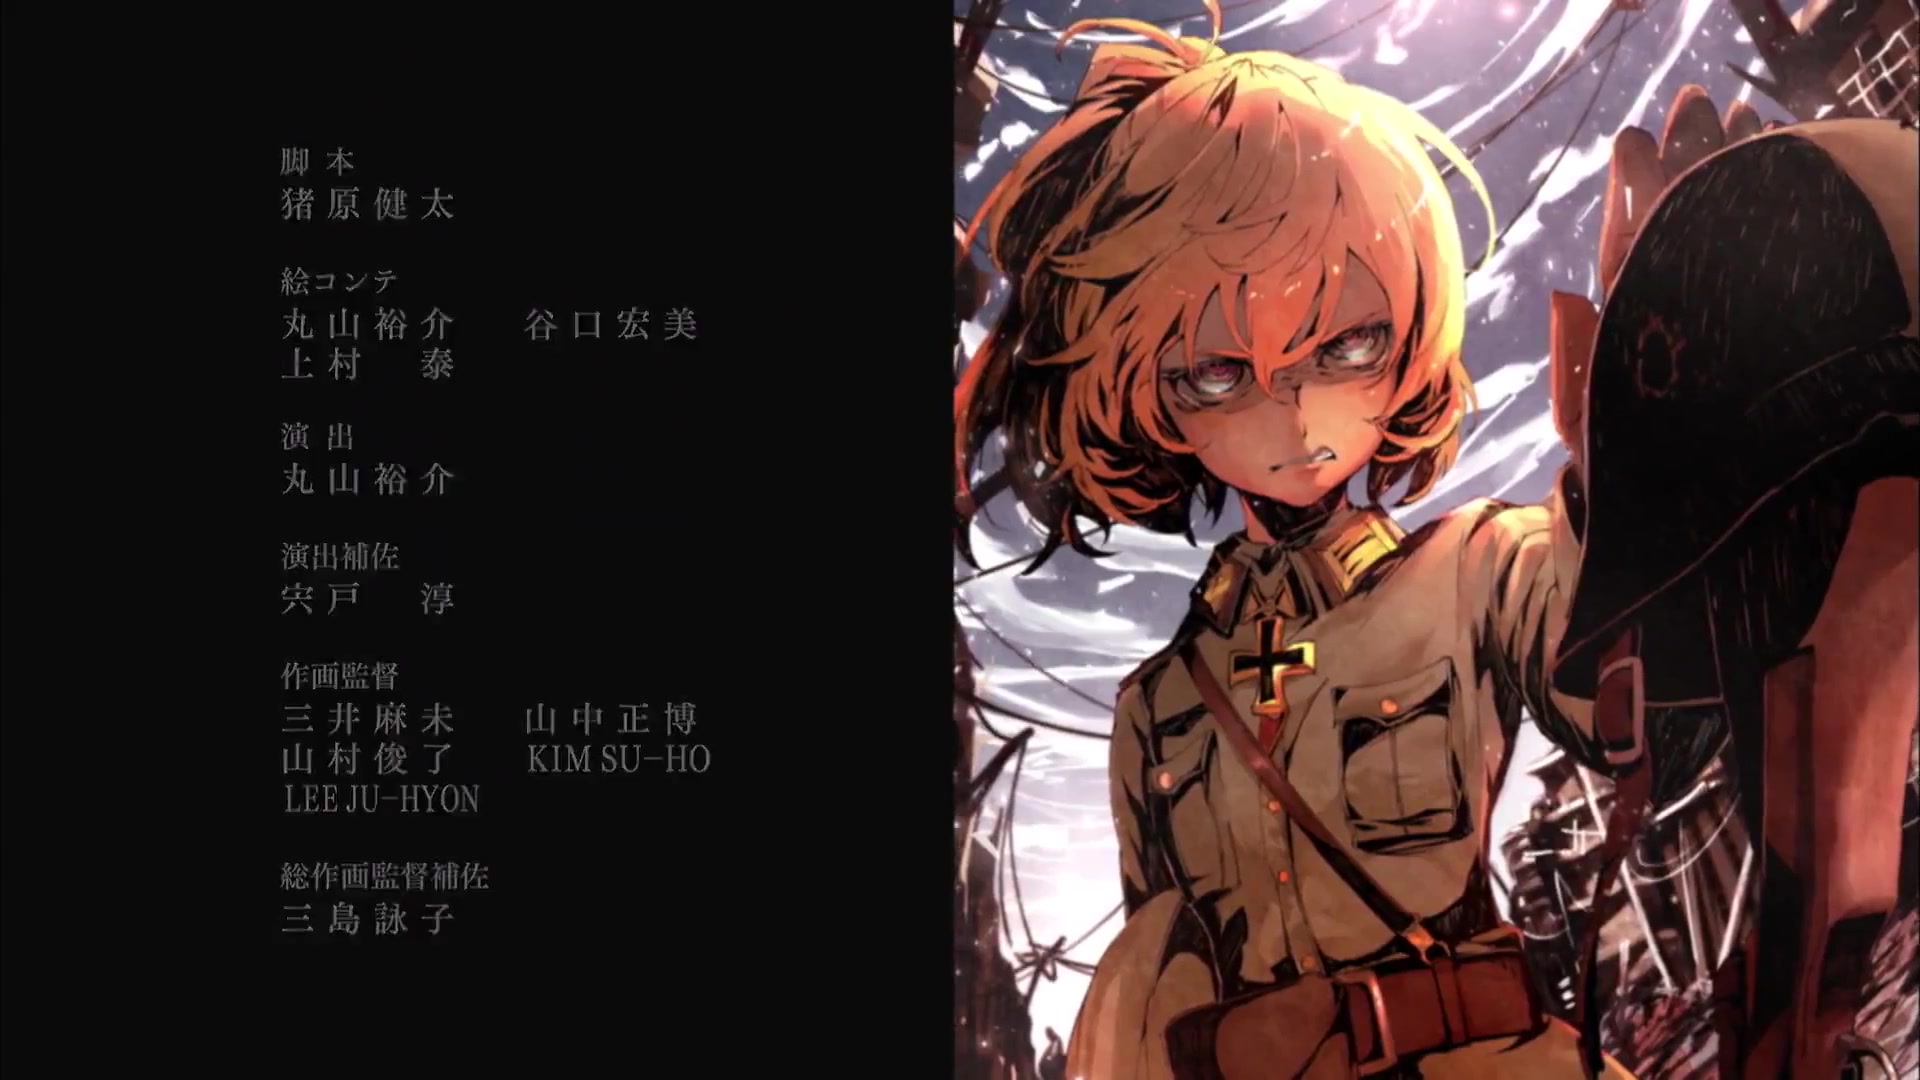 脚本
猪原健太
絵コンテ
丸山裕介　谷口宏美
上村　泰
演出
丸山裕介
演出補佐
宍戸　淳
作画監督
三井麻未　山中正博
山村俊了　KIM SU-HO
LEE JU-HYON
総作画監督補佐
三島詠子